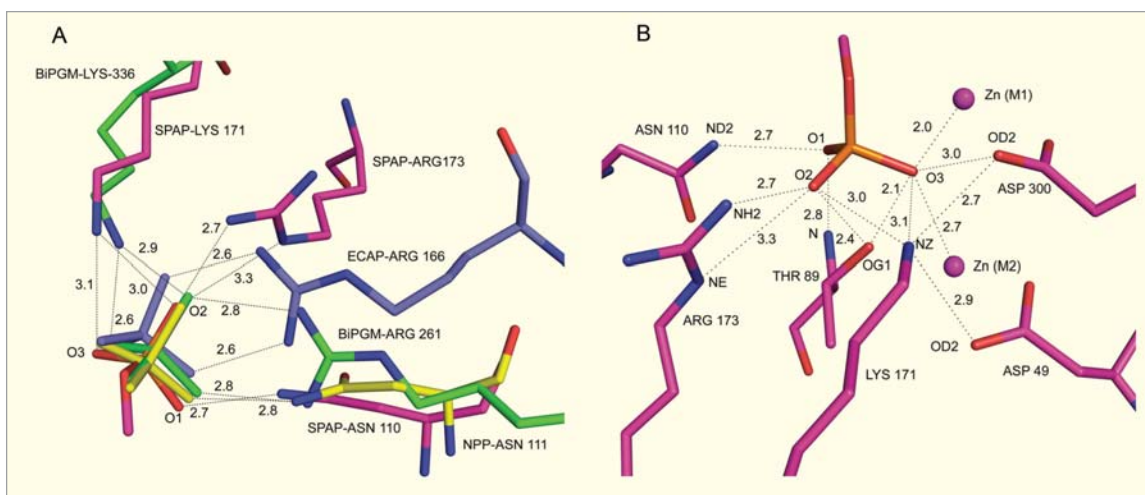 A
BiPGM-LYS-336
SPAP-LYS 171
SPAP-ARG173
2.7
2.6
2.9
3.3
ECAP-ARG 166
3.1
3.0
O2
2.8
2.6
BiPGM-ARG 261
O3
2.6
2.8
O1
2.7
2.8
SPAP-ASN 110
NPP-ASN 111
B
Zn (M1)
ASN 110
ND2
2.7
O1
2.0
OD2
3.0
O2
O3
2.7
3.0
2.1
ASP 300
2.7
NH2
2.8
3.1
2.7
3.3
N
2.4
NZ
OG1
Zn (M2)
NE
THR 89
2.9
ARG 173
OD2
LYS 171
ASP 49